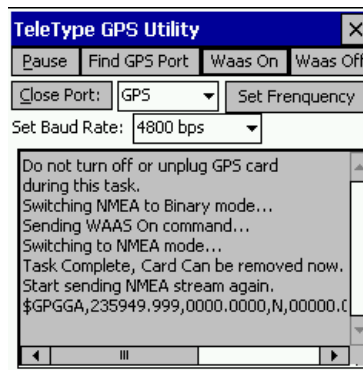 TeleType GPS Utility
Pause Find GPS Port Waas On Waas Off
Close Port: GPS Set Frenquency
Set Baud Rate: 4800 bps
Do not turn off or unplug GPS card
during this task.
Switching NMEA to Binary mode...
Sending WAAS On command...
Switching to NMEA mode...
Task Complete, Card Can be removed now.
Start sending NMEA stream again.
$GPGGA,235949.999,0000.0000,N,00000.0